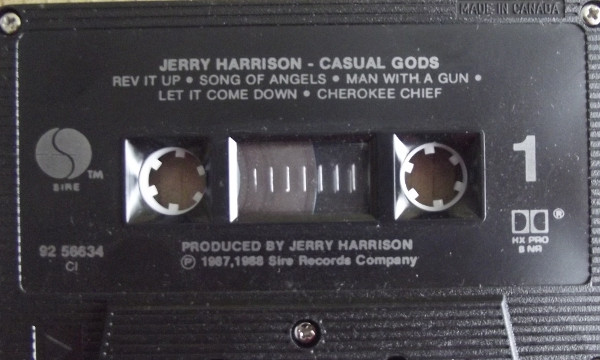 MADE IN CANADA
JERRY HARRISON - CASUAL GODS
REV IT UP • SONG OF ANGELS • MAN WITH A GUN •
LET IT COME DOWN • CHEROKEE CHIEF
SIRE
TM
1
92 56634
CI
PRODUCED BY JERRY HARRISON
Ⓟ 1987,1988 Sire Records Company
®
HX PRO
B NR